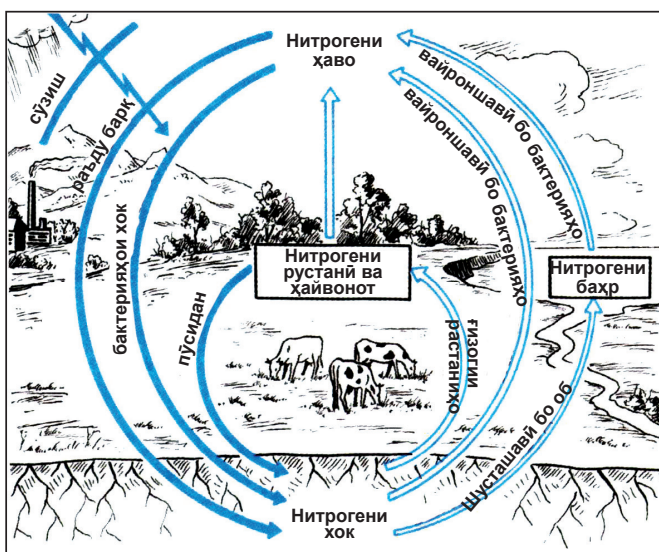 Нитрогени
ҳаво
сӯзиш
раъду барқ
бактерияҳои хок
вайроншавӣ бо бактерияҳо
вайроншавӣ бо бактерияҳо
Нитрогени
рустанӣ ва
ҳайвонот
Нитрогени
баҳр
пӯсидан
ғизогии
растаниҳо
Шусташавӣ бо об
Нитрогени
хок